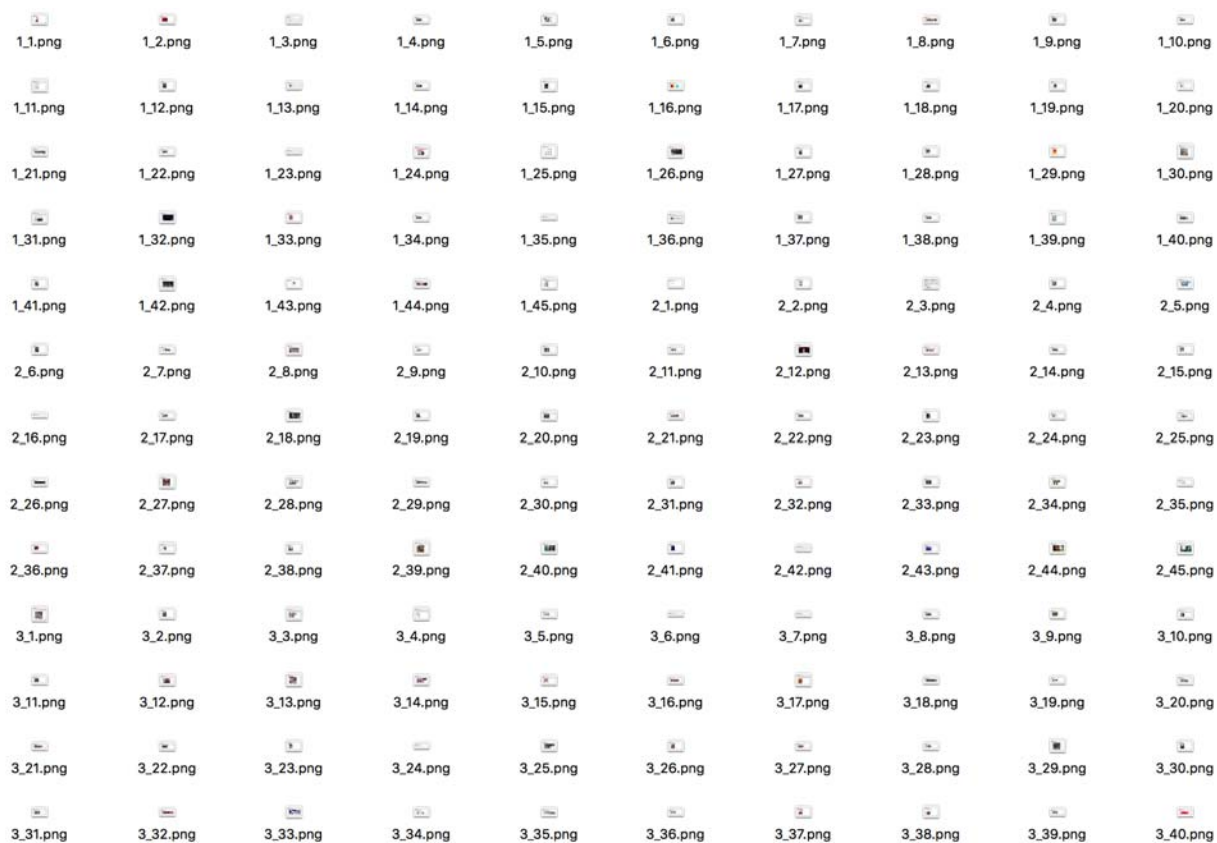 1_1.png 1_2.png 1_3.png 1_4.png 1_5.png 1_6.png 1_7.png 1_8.png 1_9.png 1_10.png
1_11.png 1_12.png 1_13.png 1_14.png 1_15.png 1_16.png 1_17.png 1_18.png 1_19.png 1_20.png
1_21.png 1_22.png 1_23.png 1_24.png 1_25.png 1_26.png 1_27.png 1_28.png 1_29.png 1_30.png
1_31.png 1_32.png 1_33.png 1_34.png 1_35.png 1_36.png 1_37.png 1_38.png 1_39.png 1_40.png
1_41.png 1_42.png 1_43.png 1_44.png 1_45.png 2_1.png 2_2.png 2_3.png 2_4.png 2_5.png
2_6.png 2_7.png 2_8.png 2_9.png 2_10.png 2_11.png 2_12.png 2_13.png 2_14.png 2_15.png
2_16.png 2_17.png 2_18.png 2_19.png 2_20.png 2_21.png 2_22.png 2_23.png 2_24.png 2_25.png
2_26.png 2_27.png 2_28.png 2_29.png 2_30.png 2_31.png 2_32.png 2_33.png 2_34.png 2_35.png
2_36.png 2_37.png 2_38.png 2_39.png 2_40.png 2_41.png 2_42.png 2_43.png 2_44.png 2_45.png
3_1.png 3_2.png 3_3.png 3_4.png 3_5.png 3_6.png 3_7.png 3_8.png 3_9.png 3_10.png
3_11.png 3_12.png 3_13.png 3_14.png 3_15.png 3_16.png 3_17.png 3_18.png 3_19.png 3_20.png
3_21.png 3_22.png 3_23.png 3_24.png 3_25.png 3_26.png 3_27.png 3_28.png 3_29.png 3_30.png
3_31.png 3_32.png 3_33.png 3_34.png 3_35.png 3_36.png 3_37.png 3_38.png 3_39.png 3_40.png